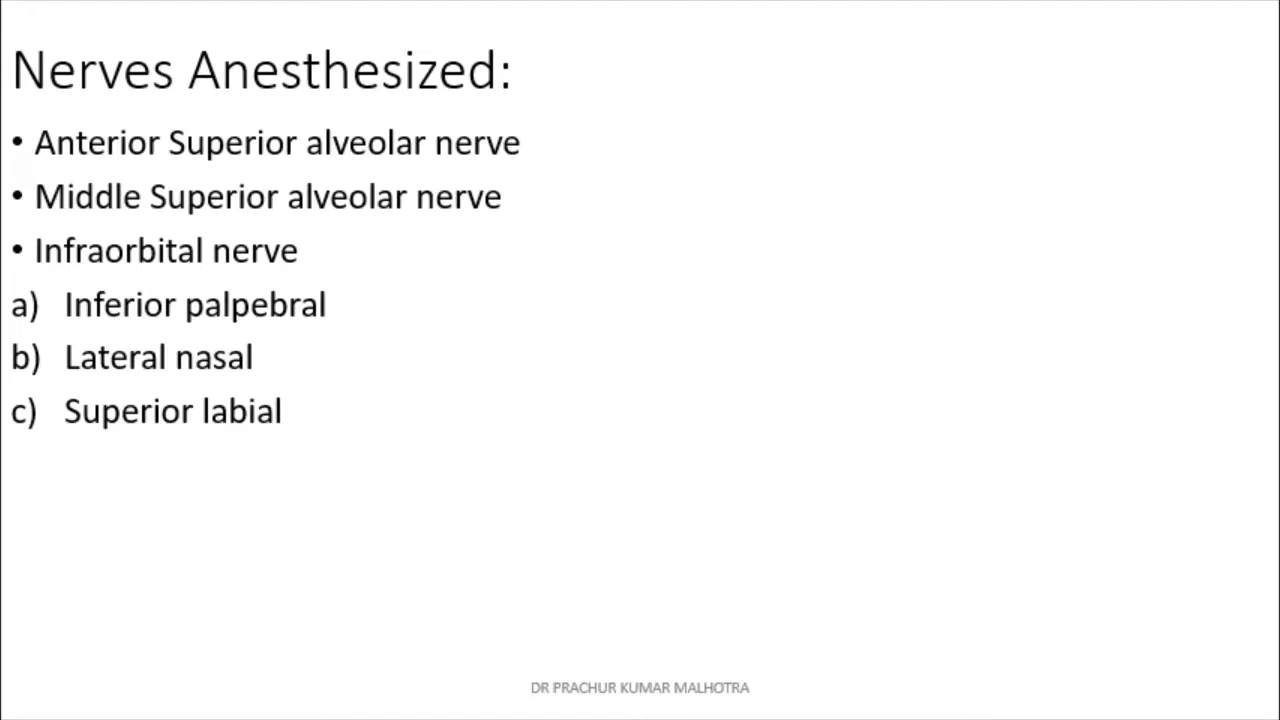 Nerves Anesthesized:
• Anterior Superior alveolar nerve
• Middle Superior alveolar nerve
• Infraorbital nerve
a) Inferior palpebral
b) Lateral nasal
c) Superior labial
DR PRACHUR KUMAR MALHOTRA